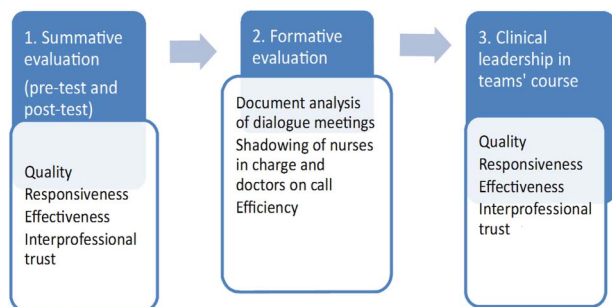 1. Summative
evaluation
(pre-test and
post-test)
Quality
Responsiveness
Effectiveness
Interprofessional
trust
2. Formative
evaluation
Document analysis
of dialogue meetings
Shadowing of nurses
in charge and
doctors on call
Efficiency
3. Clinical
leadership in
teams' course
Quality
Responsiveness
Effectiveness
Interprofessional
trust